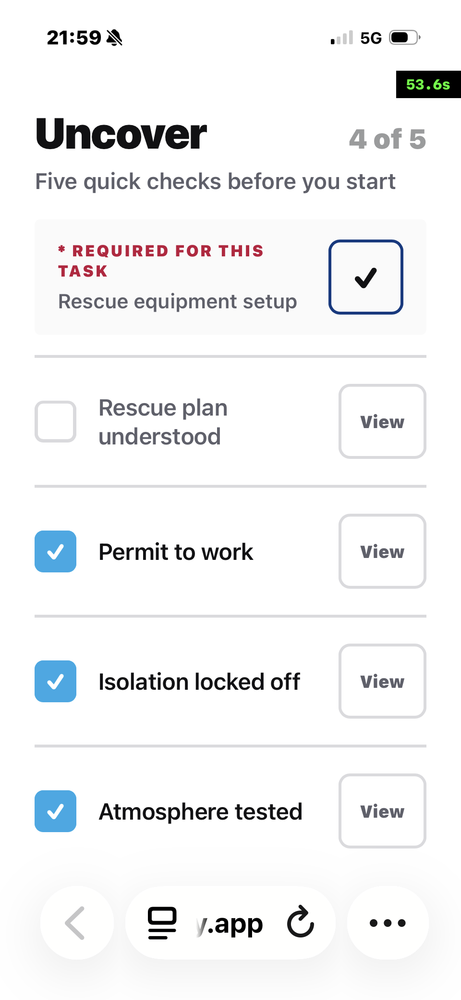 21:59
5G
53.6s
Uncover
4 of 5
Five quick checks before you start
* REQUIRED FOR THIS
TASK
Rescue equipment setup
Rescue plan
understood
View
Permit to work
View
Isolation locked off
View
Atmosphere tested
View
y.app